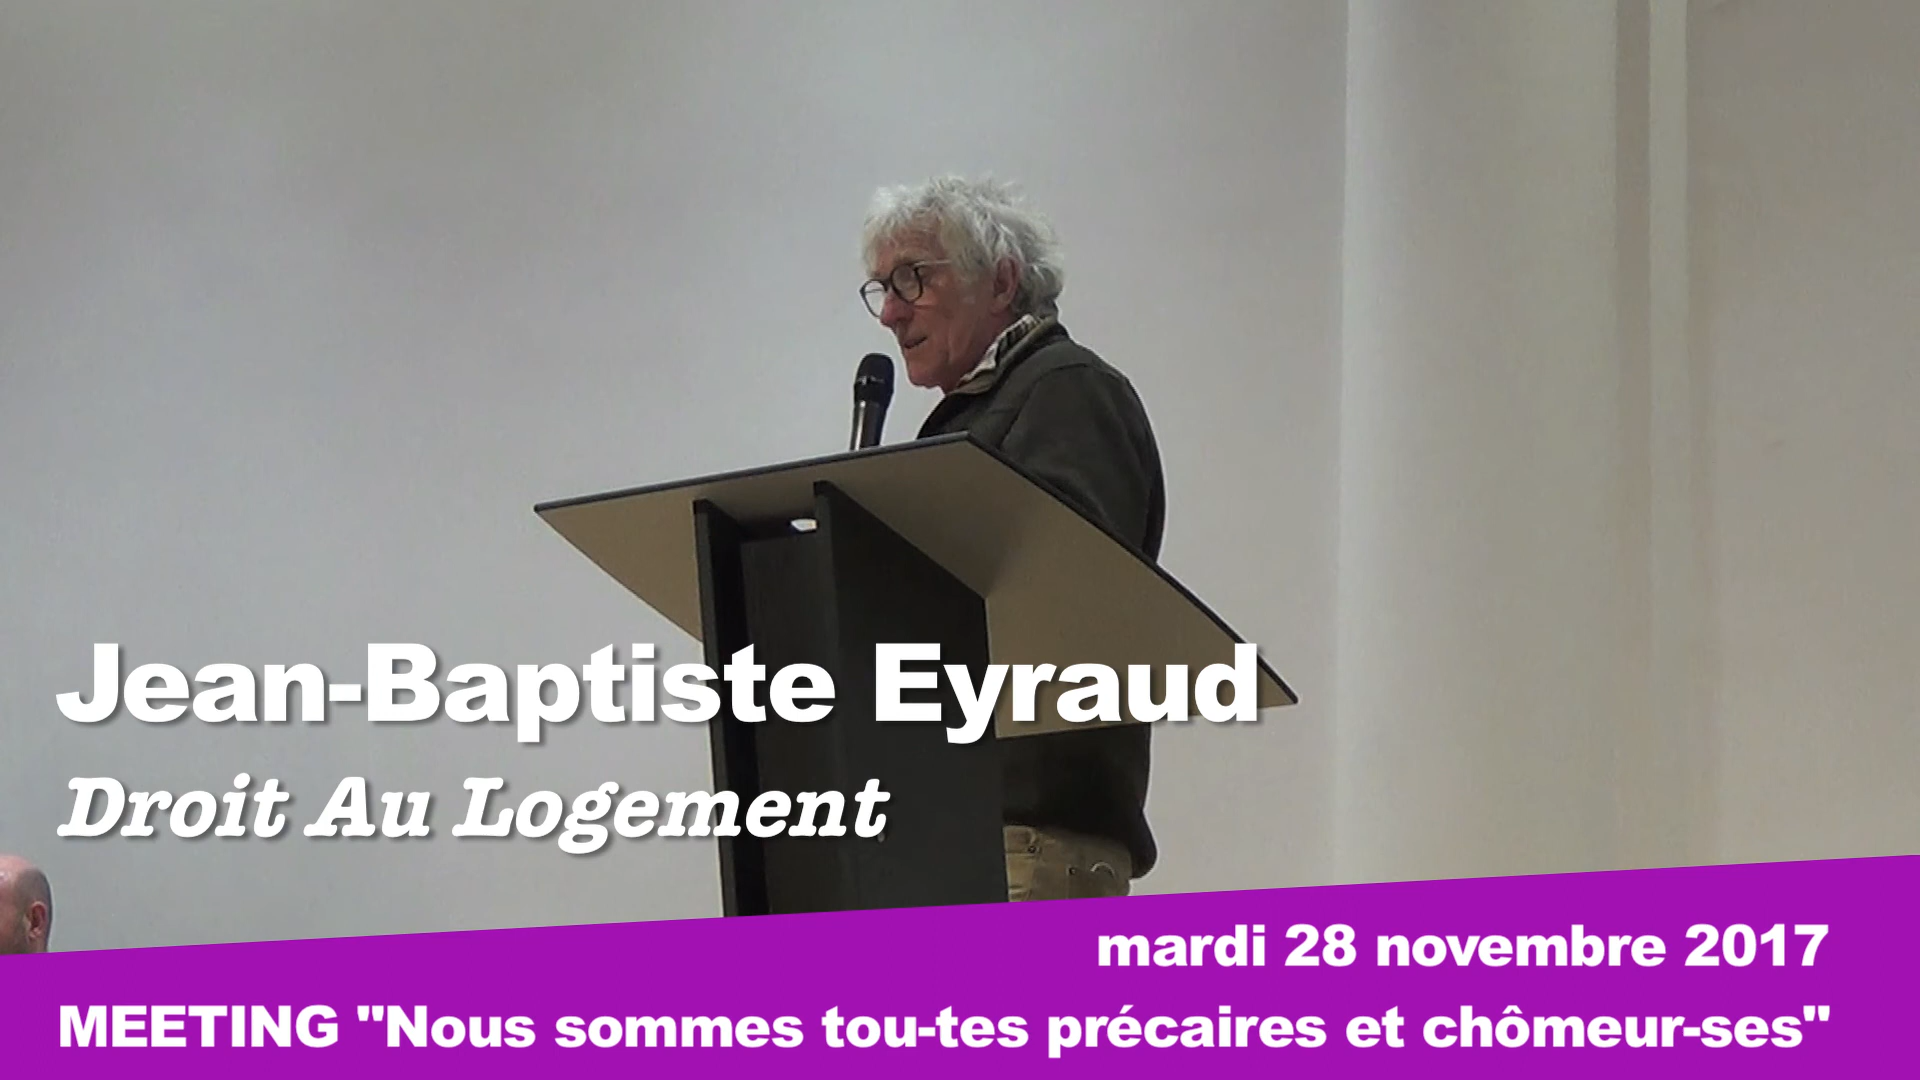 Jean-Baptiste Eyraud
Droit Au Logement
mardi 28 novembre 2017
MEETING "Nous sommes tou-tes précaires et chômeur-ses"